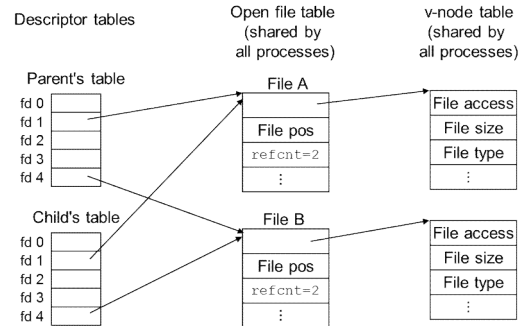 Descriptor tables
Open file table
(shared by
all processes)
v-node table
(shared by
all processes)
Parent's table
fd 0
fd 1
fd 2
fd 3
fd 4
File A
File pos
refcnt=2
⋮
File access
File size
File type
⋮
Child's table
fd 0
fd 1
fd 2
fd 3
fd 4
File B
File pos
refcnt=2
⋮
File access
File size
File type
⋮